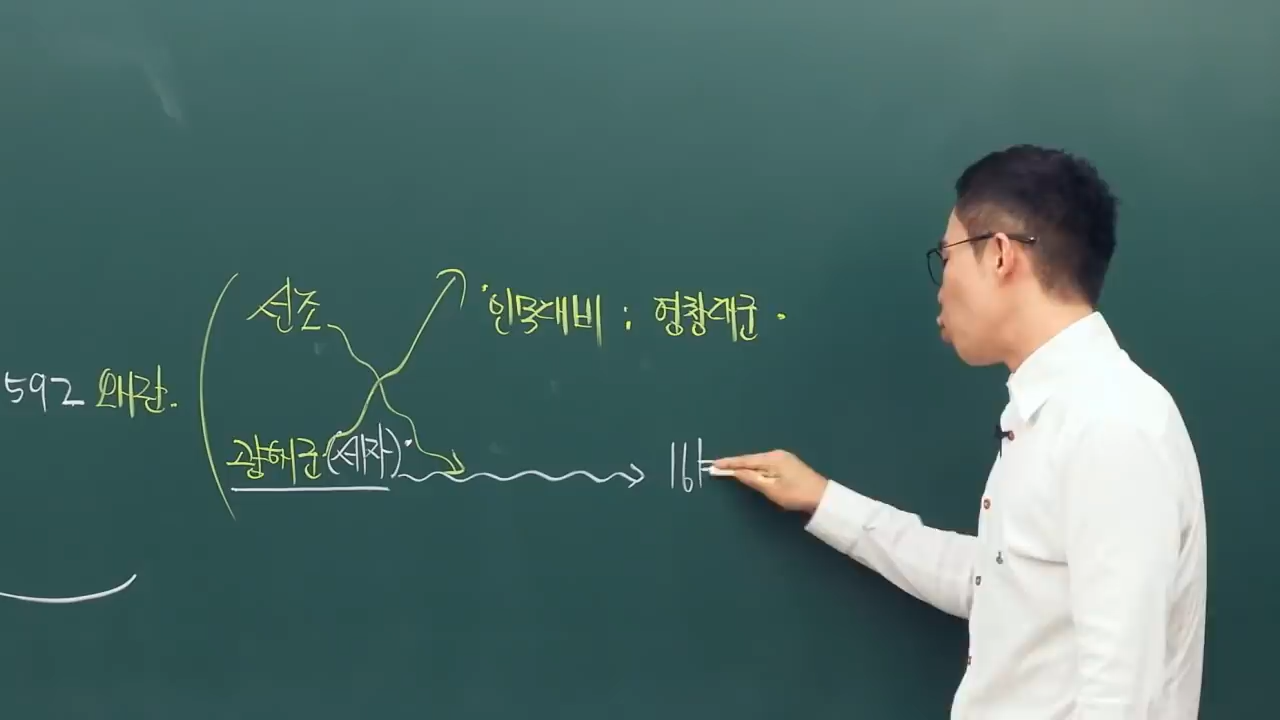 선조
인목대비 : 영창대군
592 왜란.
광해군(세자)
16